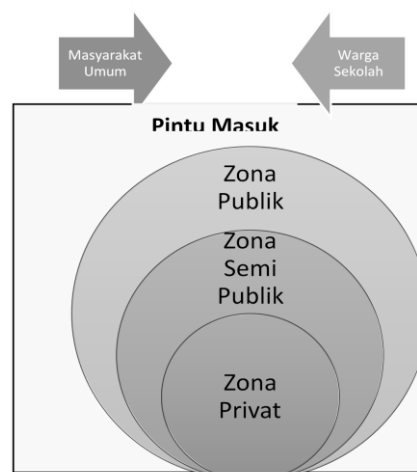 Masyarakat
Umum
Warga
Sekolah
Pintu Masuk
Zona
Publik
Zona
Semi
Publik
Zona
Privat